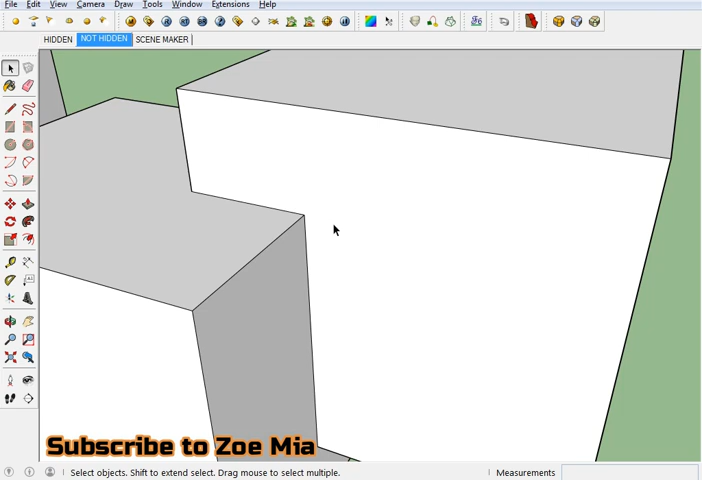 File Edit View Camera Draw Tools Window Extensions Help
HIDDEN NOT HIDDEN SCENE MAKER
Subscribe to Zoe Mia
Select objects. Shift to extend select. Drag mouse to select multiple. Measurements